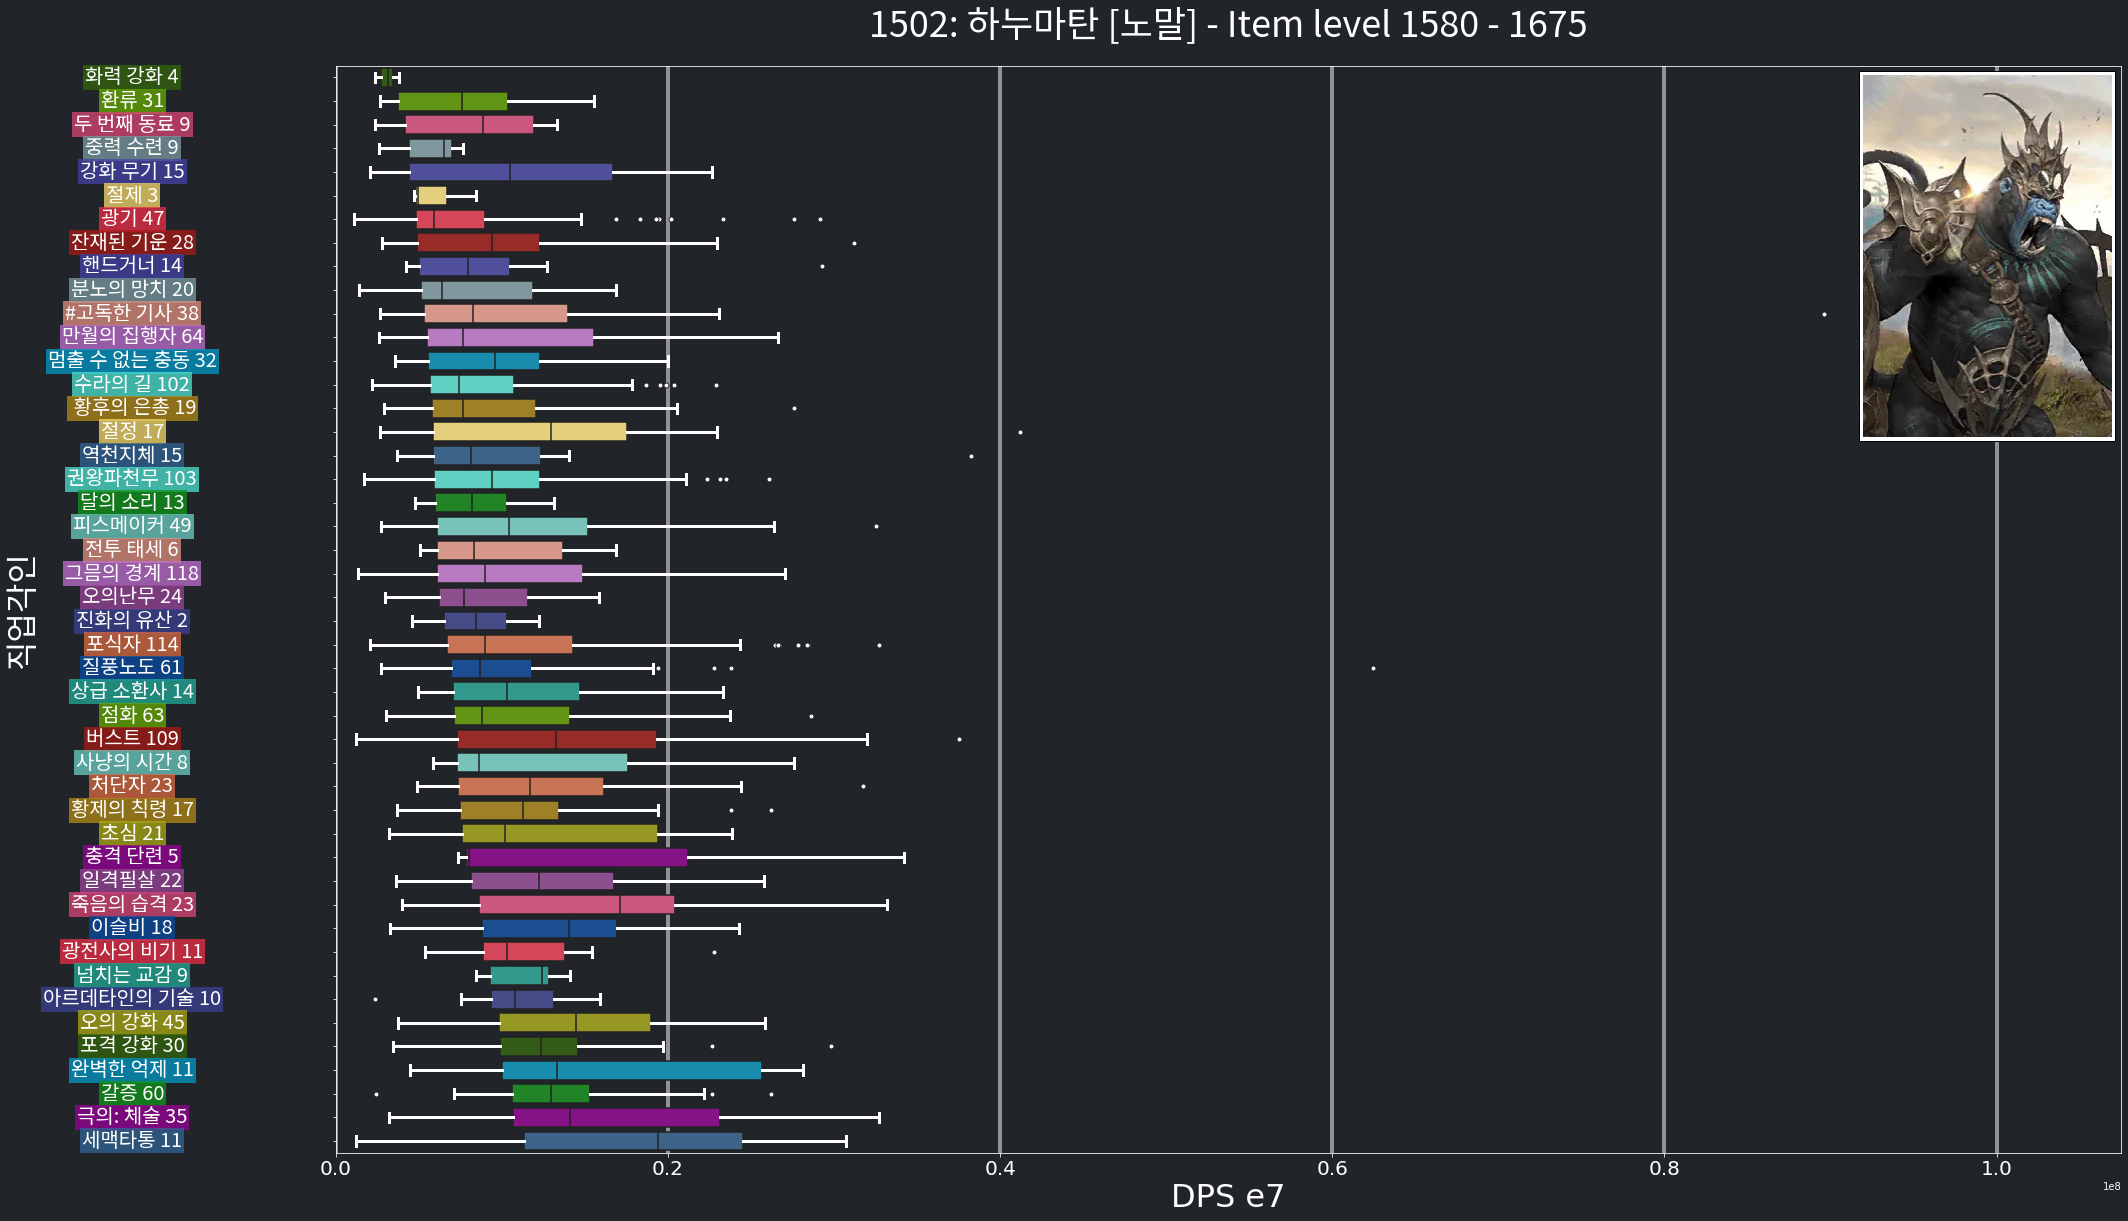 1502: 하누마탄 [노말] - Item level 1580 - 1675
화력 강화 4
환류 31
두 번째 동료 9
중력 수련 9
강화 무기 15
절제 3
광기 47
잔재된 기운 28
핸드거너 14
분노의 망치 20
#고독한 기사 38
만월의 집행자 64
멈출 수 없는 충동 32
수라의 길 102
황후의 은총 19
절정 17
역천지체 15
권왕파천무 103
달의 소리 13
피스메이커 49
전투 태세 6
그믐의 경계 118
오의난무 24
진화의 유산 2
포식자 114
질풍노도 61
상급 소환사 14
점화 63
버스트 109
사냥의 시간 8
처단자 23
황제의 칙령 17
초심 21
충격 단련 5
일격필살 22
죽음의 습격 23
이슬비 18
광전사의 비기 11
넘치는 교감 9
아르데타인의 기술 10
오의 강화 45
포격 강화 30
완벽한 억제 11
갈증 60
극의: 체술 35
세맥타통 11
직업각인
0.0 0.2 0.4 0.6 0.8 1.0
1e8
DPS e7